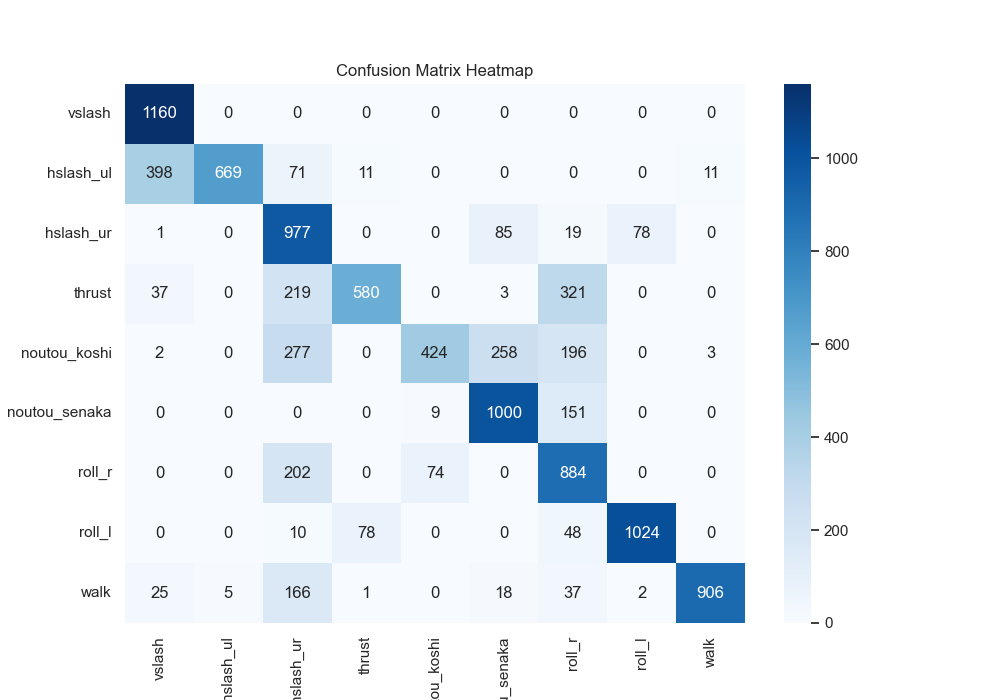 Confusion Matrix Heatmap
vslash 1160 0 0 0 0 0 0 0 0
hslash_ul 398 669 71 11 0 0 0 0 11
hslash_ur 1 0 977 0 0 85 19 78 0
thrust 37 0 219 580 0 3 321 0 0
noutou_koshi 2 0 277 0 424 258 196 0 3
noutou_senaka 0 0 0 0 9 1000 151 0 0
roll_r 0 0 202 0 74 0 884 0 0
roll_l 0 0 10 78 0 0 48 1024 0
walk 25 5 166 1 0 18 37 2 906
vslash
hslash_ul
hslash_ur
thrust
ou_koshi
u_senaka
roll_r
roll_l
walk
1000
800
600
400
200
0